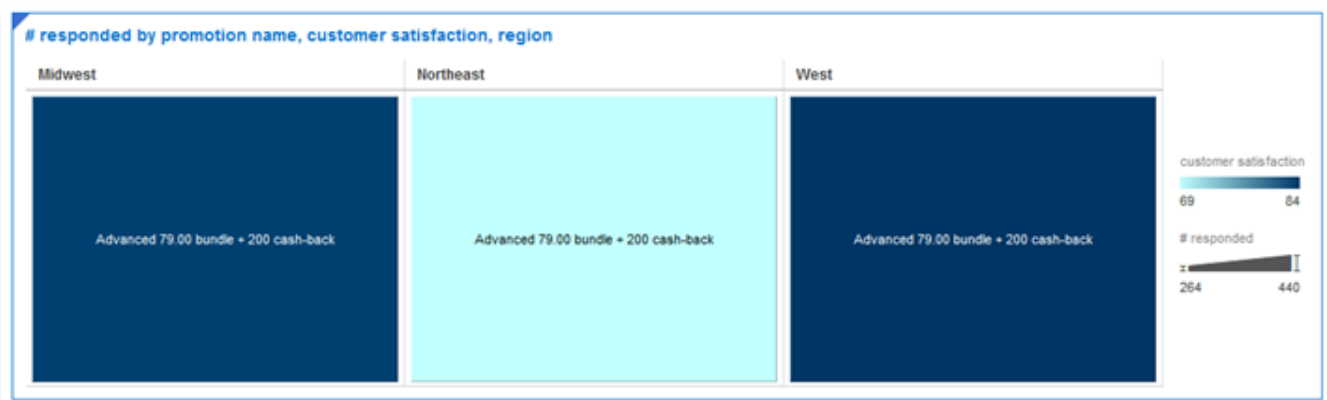 # responded by promotion name, customer satisfaction, region
Midwest
Northeast
West
Advanced 79.00 bundle + 200 cash-back
Advanced 79.00 bundle + 200 cash-back
Advanced 79.00 bundle + 200 cash-back
customer satisfaction
69 84
# responded
264 440